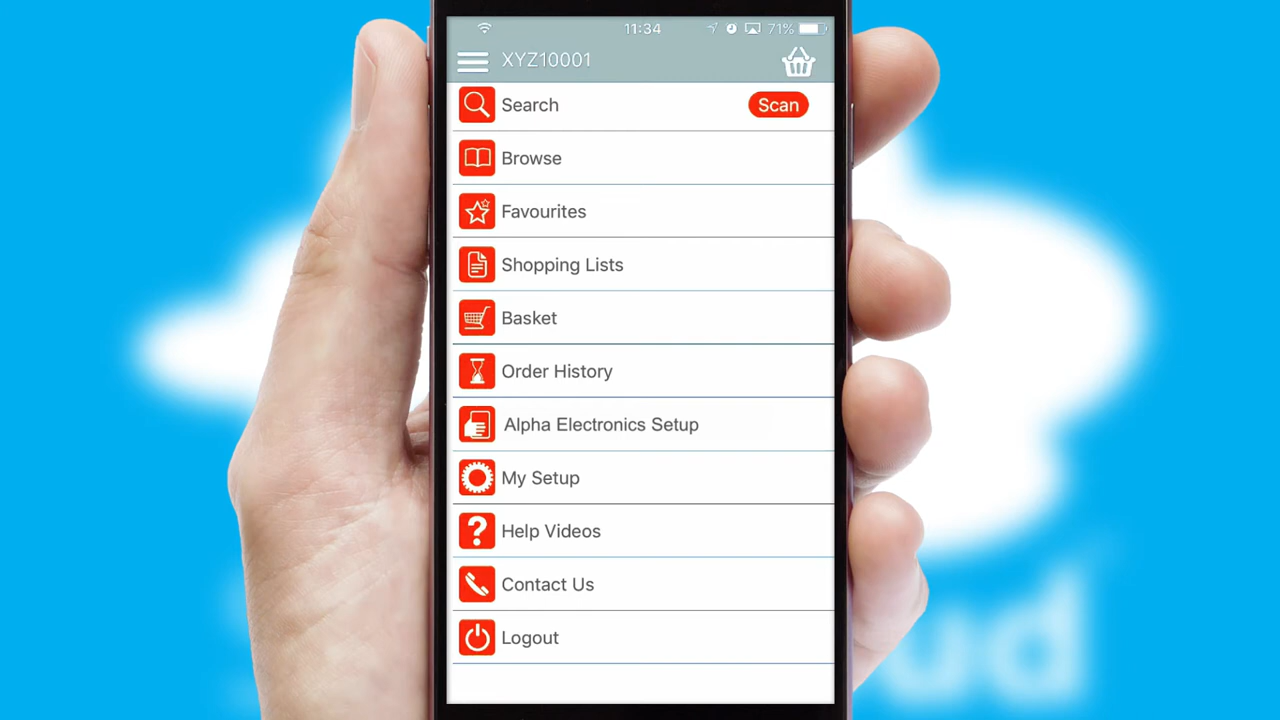 11:34
71%
XYZ10001
Search
Scan
Browse
Favourites
Shopping Lists
Basket
Order History
Alpha Electronics Setup
My Setup
Help Videos
Contact Us
Logout